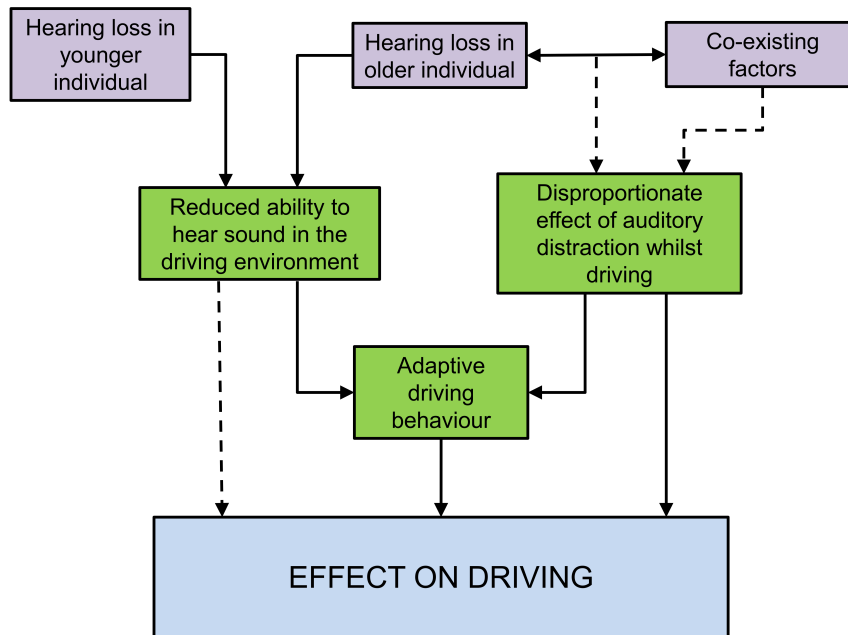 Hearing loss in
younger
individual
Hearing loss in
older individual
Co-existing
factors
Reduced ability to
hear sound in the
driving environment
Disproportionate
effect of auditory
distraction whilst
driving
Adaptive
driving
behaviour
EFFECT ON DRIVING